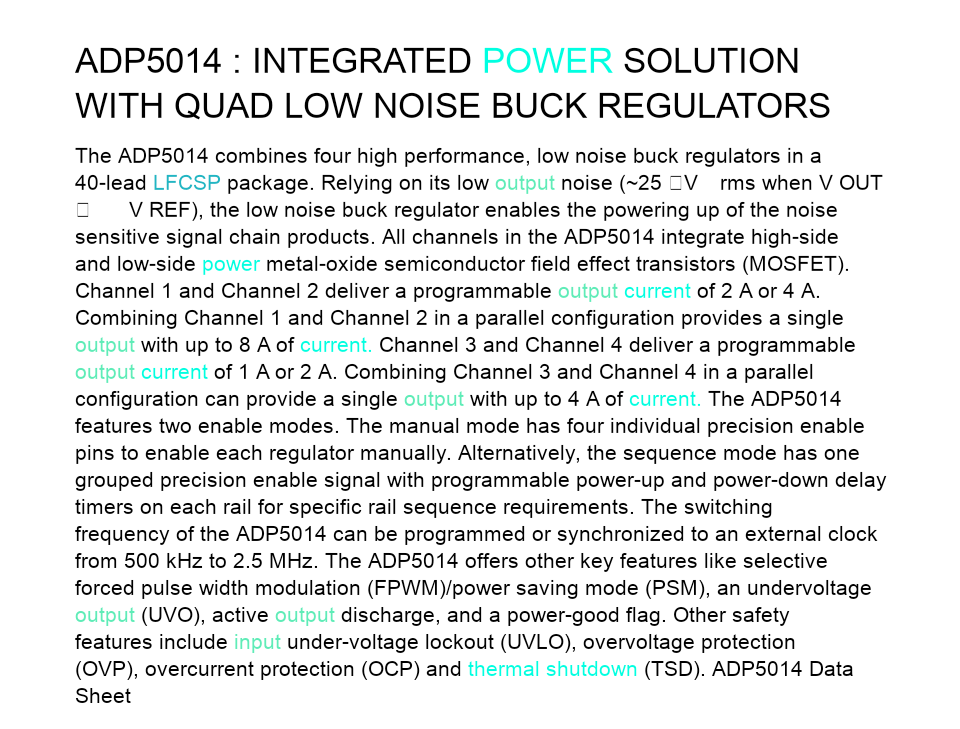 ADP5014 : INTEGRATED POWER SOLUTION
WITH QUAD LOW NOISE BUCK REGULATORS
The ADP5014 combines four high performance, low noise buck regulators in a
40-lead LFCSP package. Relying on its low output noise (~25 □V rms when V OUT
□ V REF), the low noise buck regulator enables the powering up of the noise
sensitive signal chain products. All channels in the ADP5014 integrate high-side
and low-side power metal-oxide semiconductor field effect transistors (MOSFET).
Channel 1 and Channel 2 deliver a programmable output current of 2 A or 4 A.
Combining Channel 1 and Channel 2 in a parallel configuration provides a single
output with up to 8 A of current. Channel 3 and Channel 4 deliver a programmable
output current of 1 A or 2 A. Combining Channel 3 and Channel 4 in a parallel
configuration can provide a single output with up to 4 A of current. The ADP5014
features two enable modes. The manual mode has four individual precision enable
pins to enable each regulator manually. Alternatively, the sequence mode has one
grouped precision enable signal with programmable power-up and power-down delay
timers on each rail for specific rail sequence requirements. The switching
frequency of the ADP5014 can be programmed or synchronized to an external clock
from 500 kHz to 2.5 MHz. The ADP5014 offers other key features like selective
forced pulse width modulation (FPWM)/power saving mode (PSM), an undervoltage
output (UVO), active output discharge, and a power-good flag. Other safety
features include input under-voltage lockout (UVLO), overvoltage protection
(OVP), overcurrent protection (OCP) and thermal shutdown (TSD). ADP5014 Data
Sheet